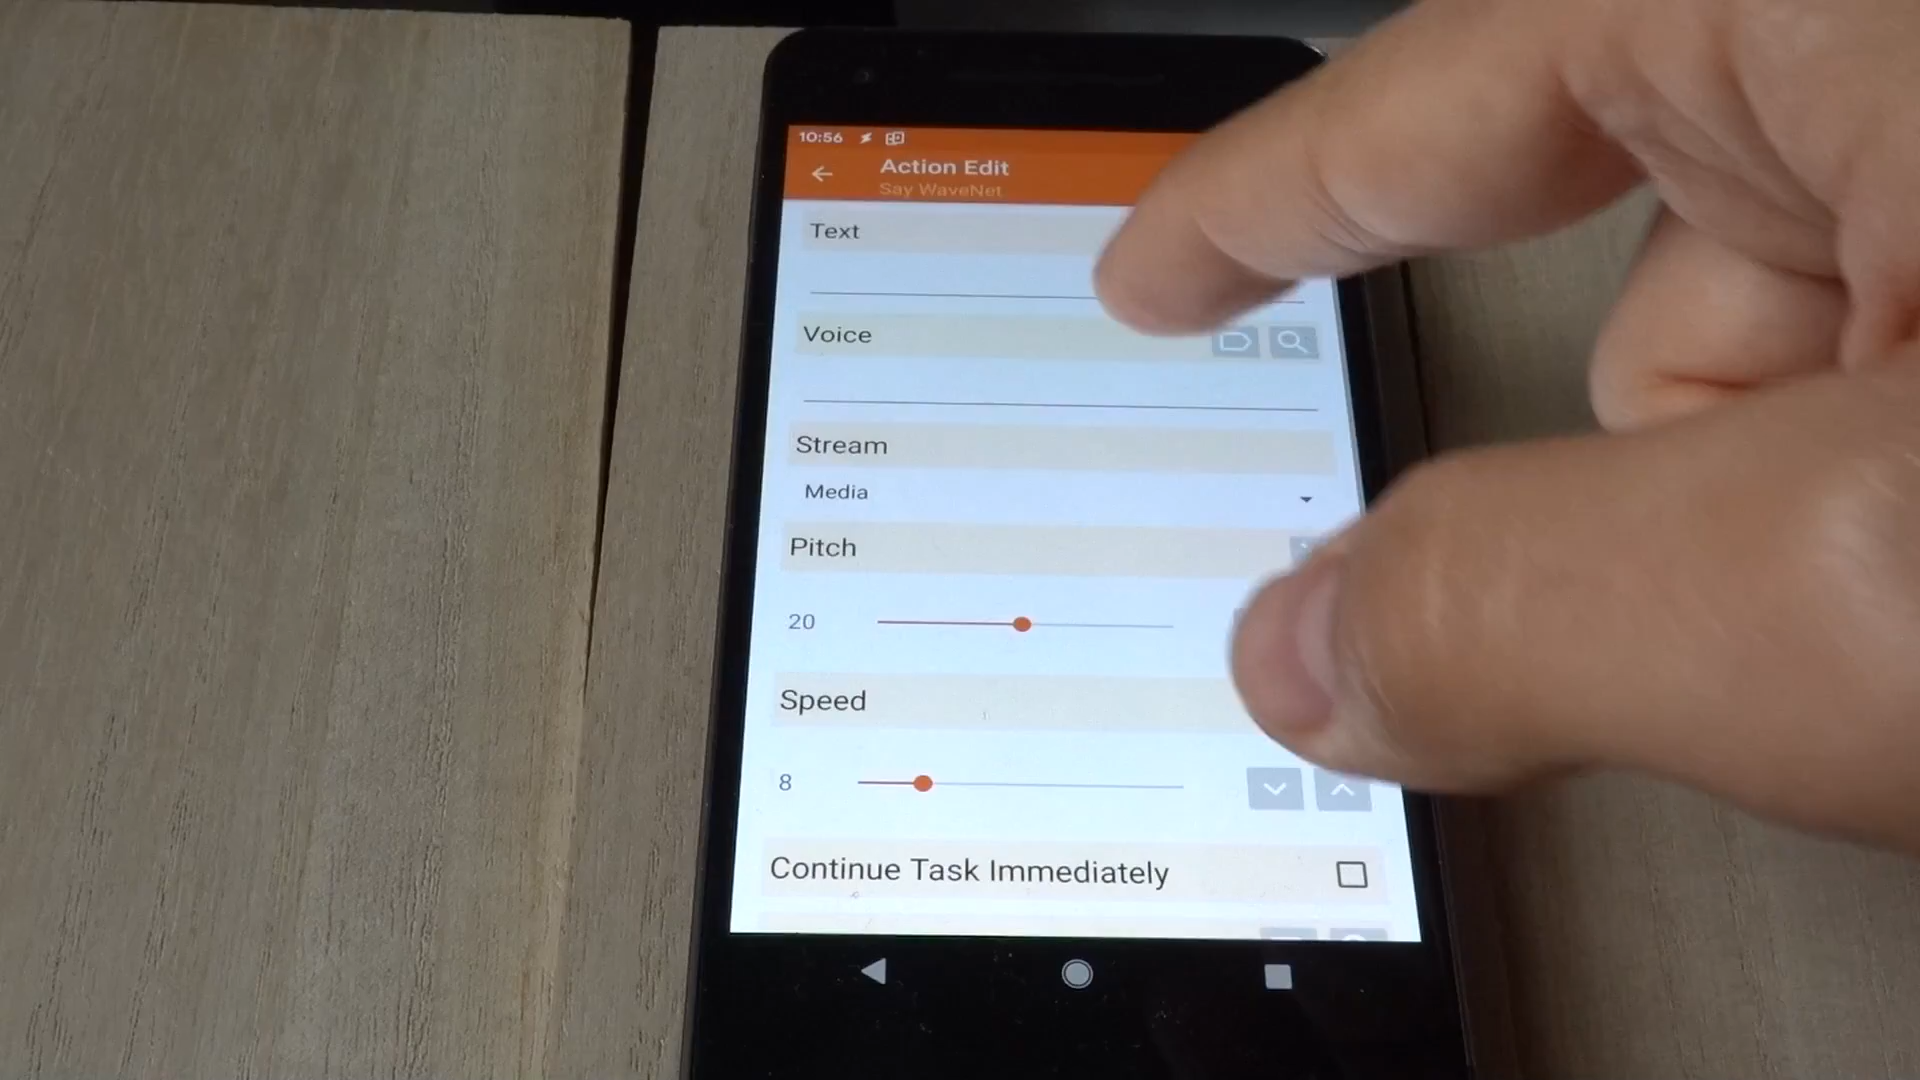 10:56
Action Edit
Say WaveNet
Text
Voice
Stream
Media
Pitch
20
Speed
8
Continue Task Immediately